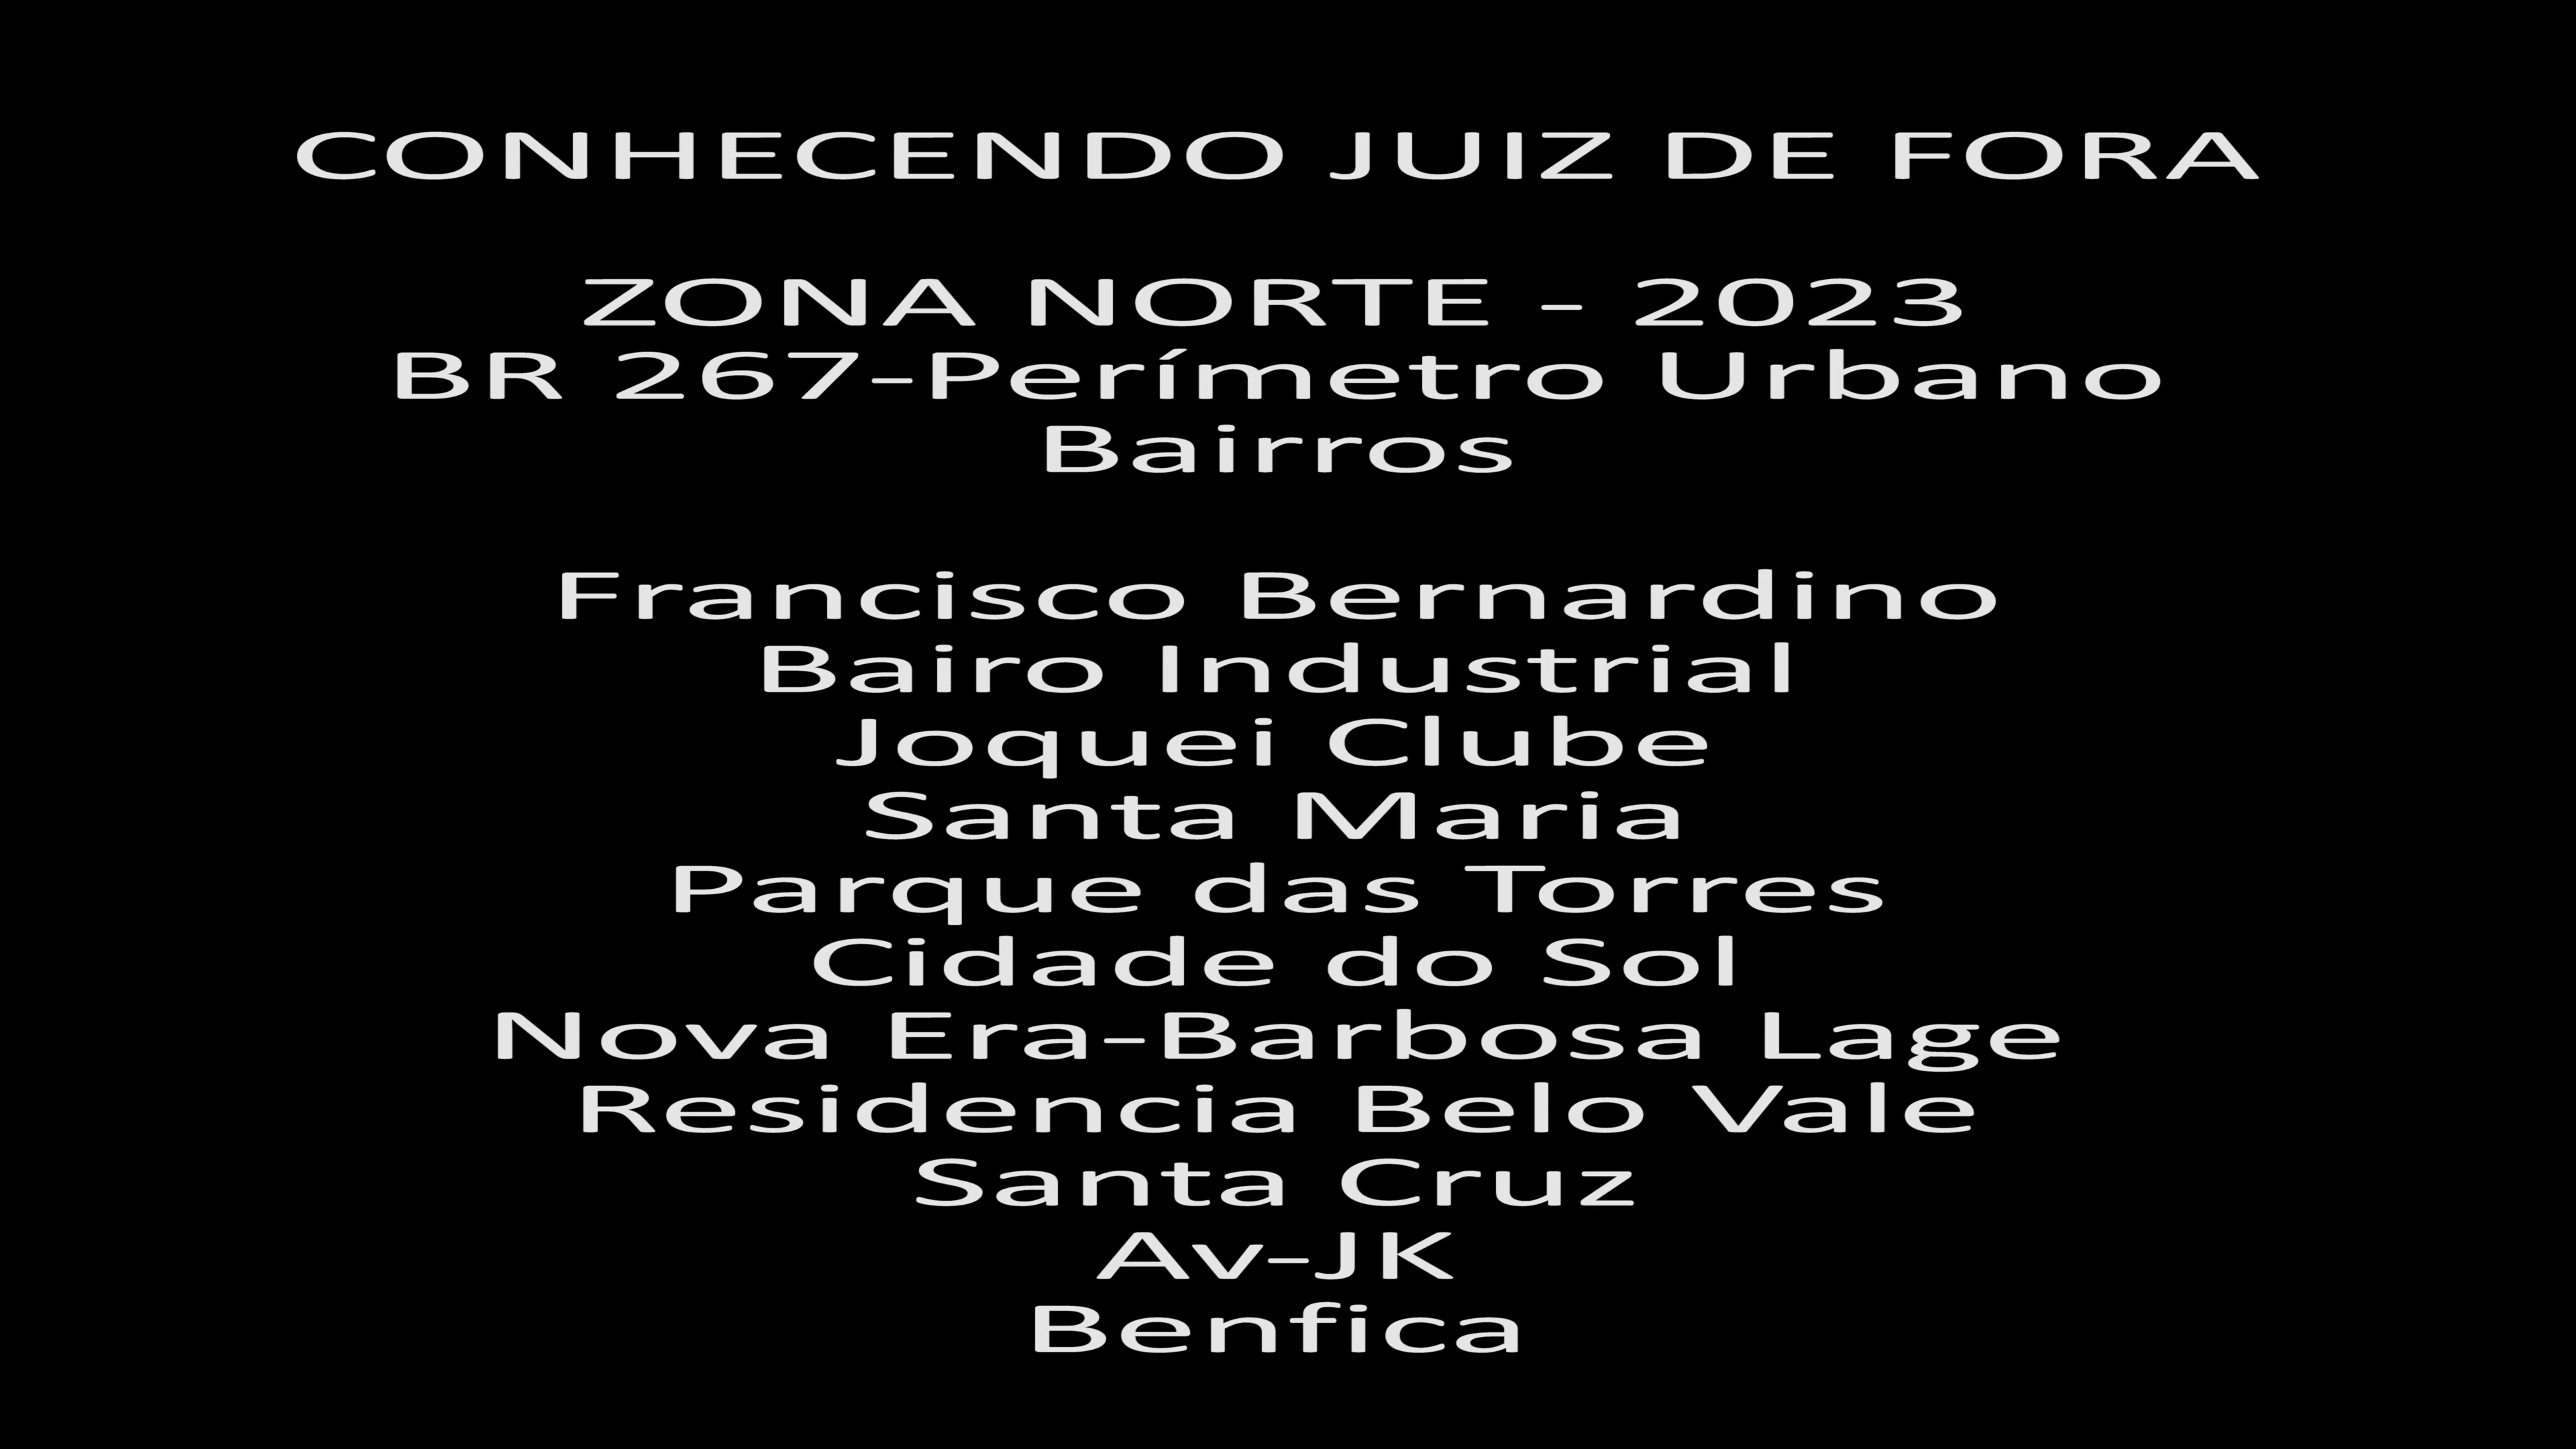 CONHECENDO JUIZ DE FORA
ZONA NORTE - 2023
BR 267-Perímetro Urbano
Bairros
Francisco Bernardino
Bairo Industrial
Joquei Clube
Santa Maria
Parque das Torres
Cidade do Sol
Nova Era-Barbosa Lage
Residencia Belo Vale
Santa Cruz
Av-JK
Benfica